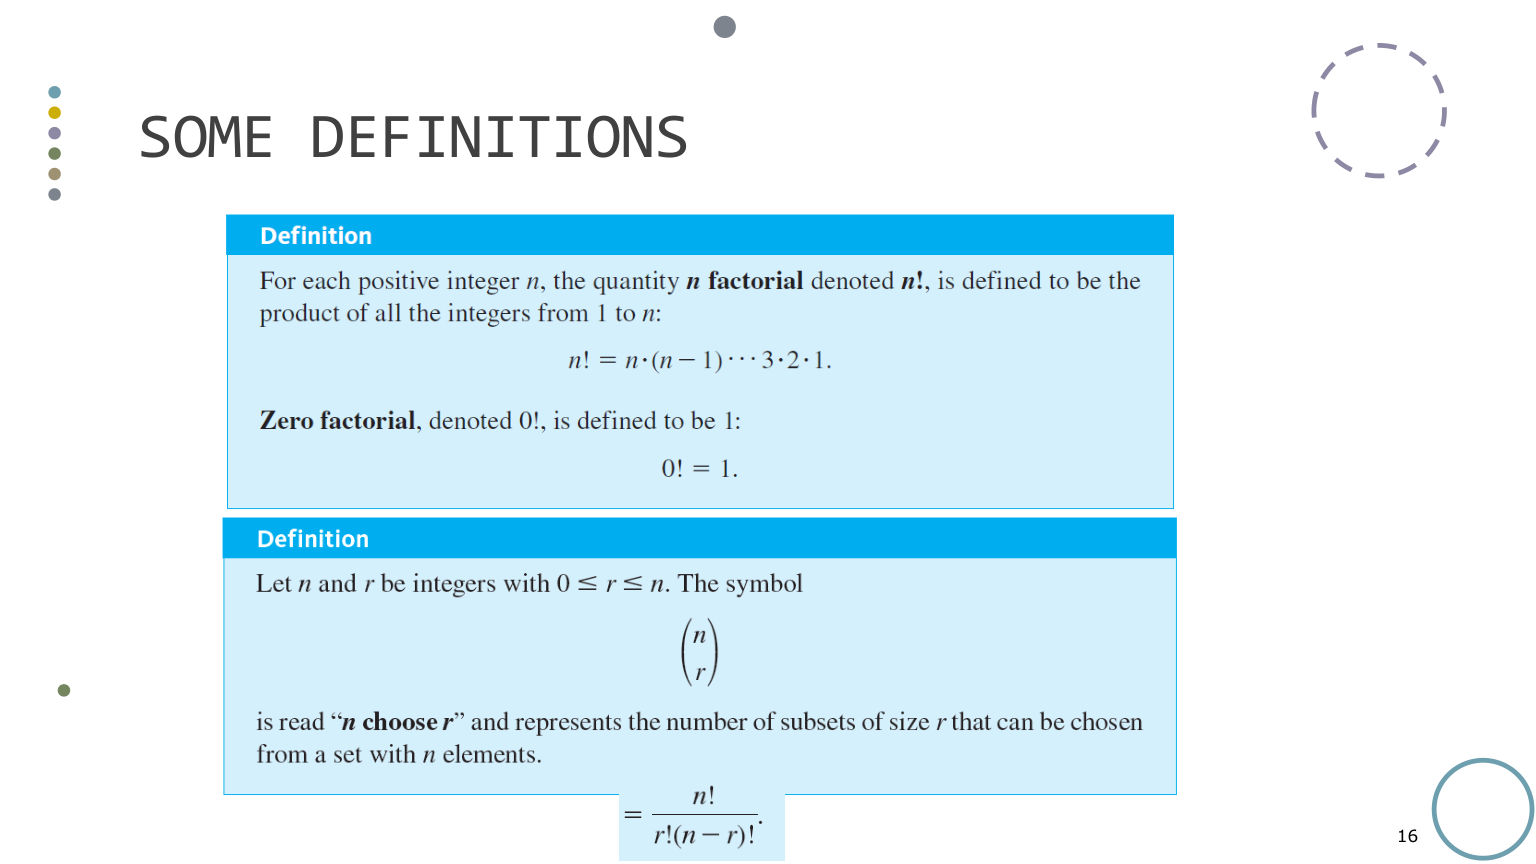 SOME DEFINITIONS
Definition
For each positive integer n, the quantity n factorial denoted n!, is defined to be the
product of all the integers from 1 to n:
n! = n·(n − 1)···3·2·1.
Zero factorial, denoted 0!, is defined to be 1:
0! = 1.
Definition
Let n and r be integers with 0 ≤ r ≤ n. The symbol
(n
r)
is read “n choose r” and represents the number of subsets of size r that can be chosen
from a set with n elements.
n!
=
r!(n − r)!.
16